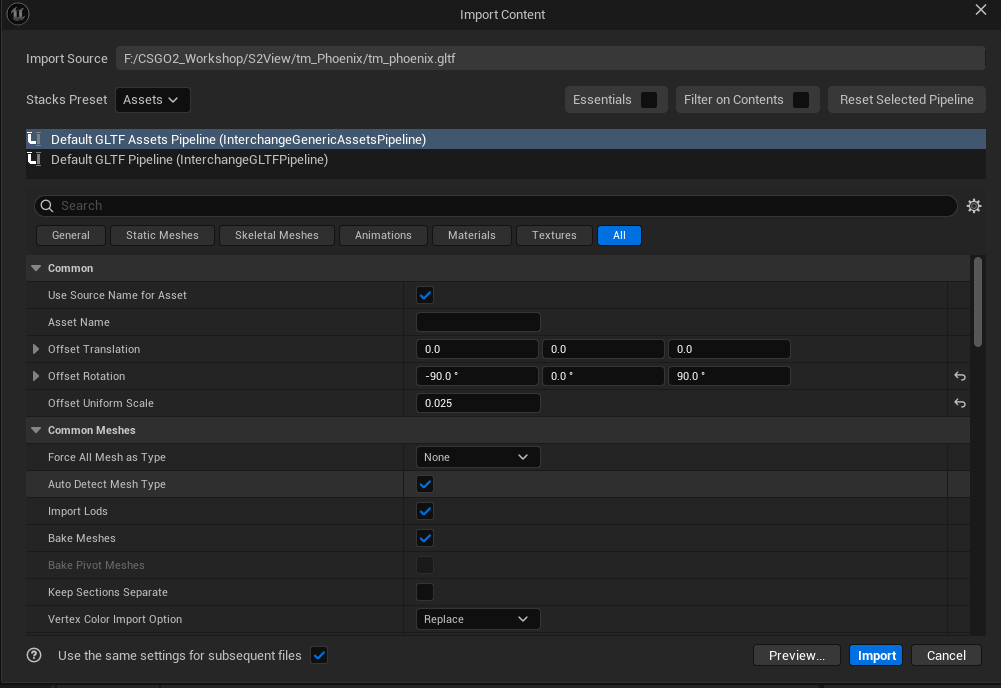 Import Content
Import Source F:/CSGO2_Workshop/S2View/tm_Phoenix/tm_phoenix.gltf
Stacks Preset Assets Essentials Filter on Contents Reset Selected Pipeline
Default GLTF Assets Pipeline (InterchangeGenericAssetsPipeline)
Default GLTF Pipeline (InterchangeGLTFPipeline)
Search
General Static Meshes Skeletal Meshes Animations Materials Textures All
Common
Use Source Name for Asset
Asset Name
Offset Translation 0.0 0.0 0.0
Offset Rotation -90.0 ° 0.0 ° 90.0 °
Offset Uniform Scale 0.025
Common Meshes
Force All Mesh as Type None
Auto Detect Mesh Type
Import Lods
Bake Meshes
Bake Pivot Meshes
Keep Sections Separate
Vertex Color Import Option Replace
Use the same settings for subsequent files Preview... Import Cancel